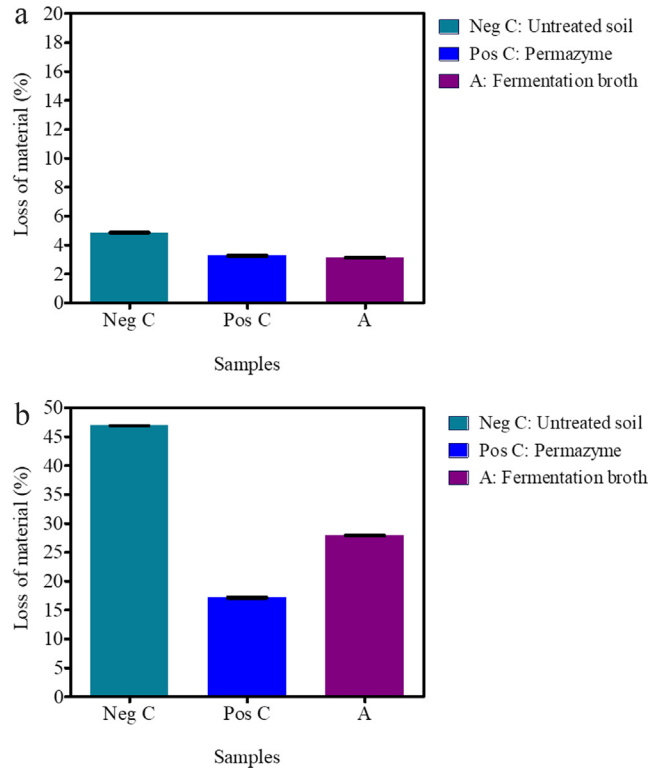 a
20
18
16
14
12
10
8
6
4
2
0
Loss of material (%)
Neg C Pos C A
Samples
Neg C: Untreated soil
Pos C: Permazyme
A: Fermentation broth
b
50
45
40
35
30
25
20
15
10
5
0
Loss of material (%)
Neg C Pos C A
Samples
Neg C: Untreated soil
Pos C: Permazyme
A: Fermentation broth